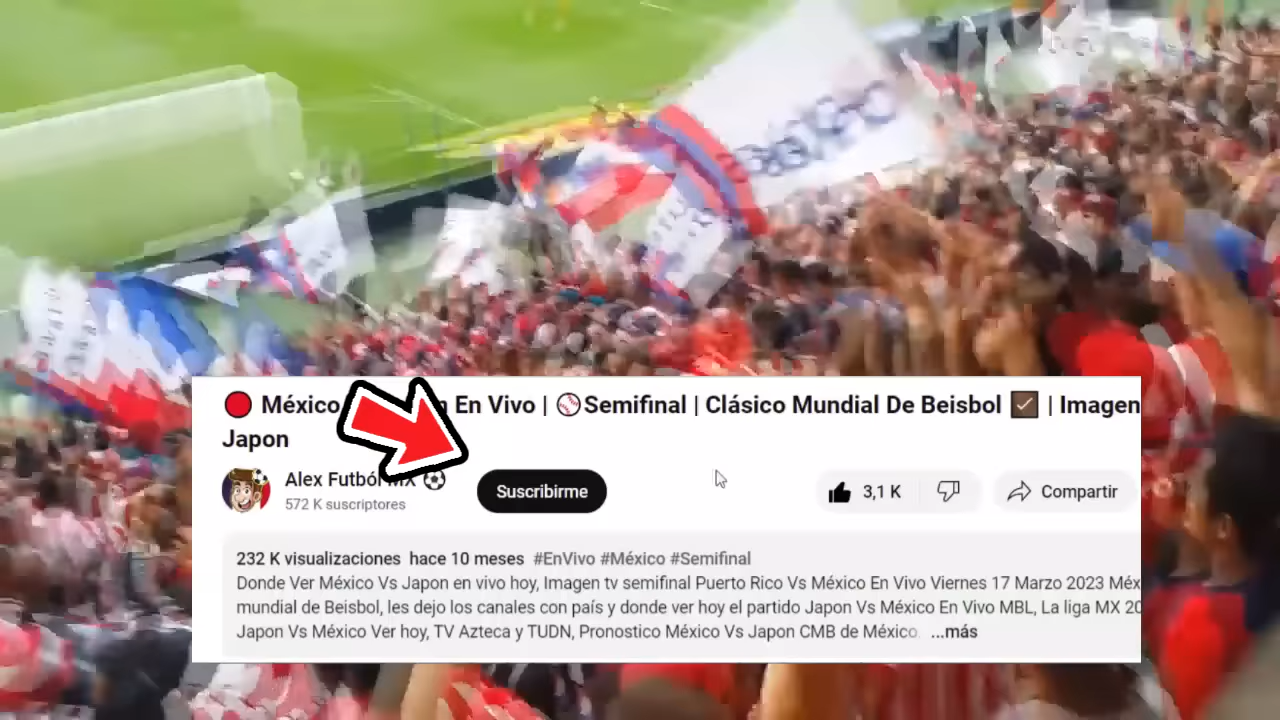 México En Vivo | Semifinal | Clásico Mundial De Beisbol | Imagen
Japon
Alex Futból MX
572 K suscriptores
Suscribirme
3,1 K
Compartir
232 K visualizaciones hace 10 meses #EnVivo #México #Semifinal
Donde Ver México Vs Japon en vivo hoy, Imagen tv semifinal Puerto Rico Vs México En Vivo Viernes 17 Marzo 2023 Méx
mundial de Beisbol, les dejo los canales con país y donde ver hoy el partido Japon Vs México En Vivo MBL, La liga MX 20
Japon Vs México Ver hoy, TV Azteca y TUDN, Pronostico México Vs Japon CMB de México. ...más